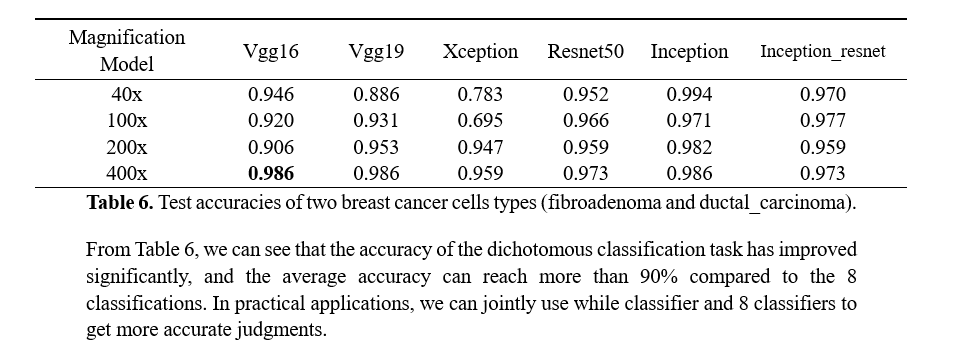 Magnification Model Vgg16 Vgg19 Xception Resnet50 Inception Inception_resnet
40x 0.946 0.886 0.783 0.952 0.994 0.970
100x 0.920 0.931 0.695 0.966 0.971 0.977
200x 0.906 0.953 0.947 0.959 0.982 0.959
400x 0.986 0.986 0.959 0.973 0.986 0.973
Table 6. Test accuracies of two breast cancer cells types (fibroadenoma and ductal_carcinoma).
From Table 6, we can see that the accuracy of the dichotomous classification task has improved
significantly, and the average accuracy can reach more than 90% compared to the 8
classifications. In practical applications, we can jointly use while classifier and 8 classifiers to
get more accurate judgments.